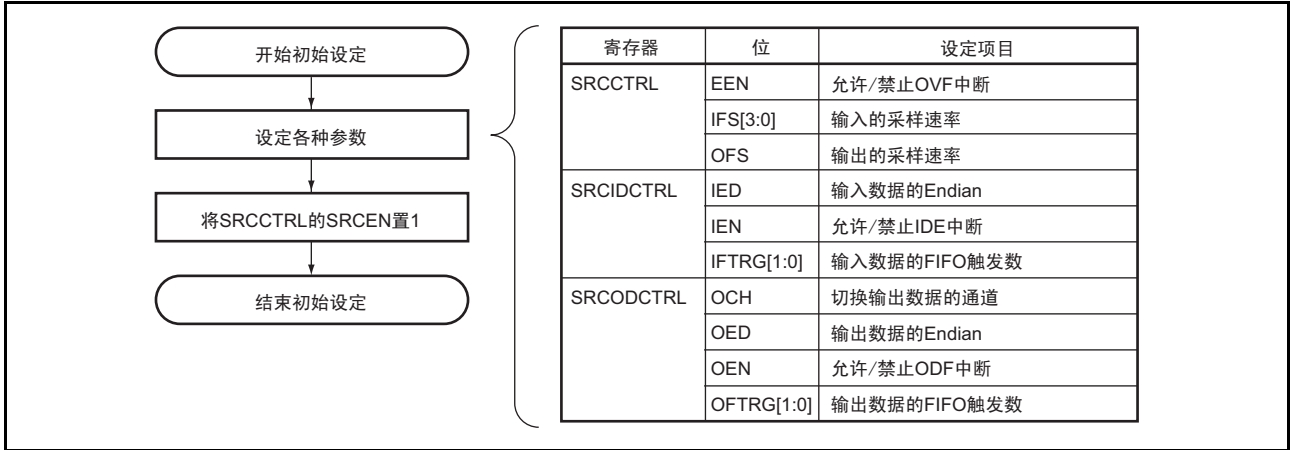 开始初始设定
设定各种参数
将SRCCTRL的SRCEN置1
结束初始设定
寄存器 位 设定项目
SRCCTRL EEN 允许/禁止OVF中断
IFS[3:0] 输入的采样速率
OFS 输出的采样速率
SRCIDCTRL IED 输入数据的Endian
IEN 允许/禁止IDE中断
IFTRG[1:0] 输入数据的FIFO触发数
SRCODCTRL OCH 切换输出数据的通道
OED 输出数据的Endian
OEN 允许/禁止ODF中断
OFTRG[1:0] 输出数据的FIFO触发数